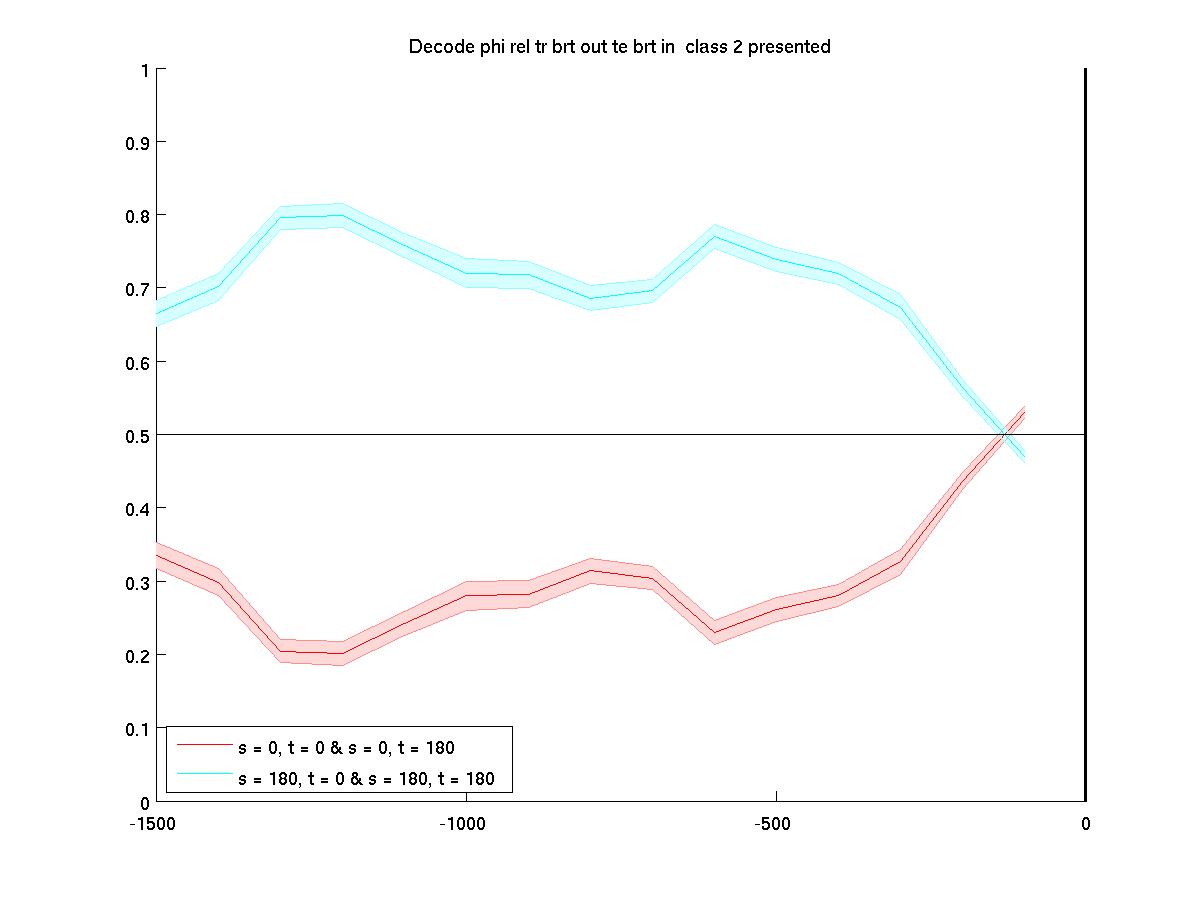 Decode phi rel tr brt out te brt in  class 2 presented
1
0.9
0.8
0.7
0.6
0.5
0.4
0.3
0.2
0.1
0
s = 0, t = 0 & s = 0, t = 180
s = 180, t = 0 & s = 180, t = 180
-1500 -1000 -500 0